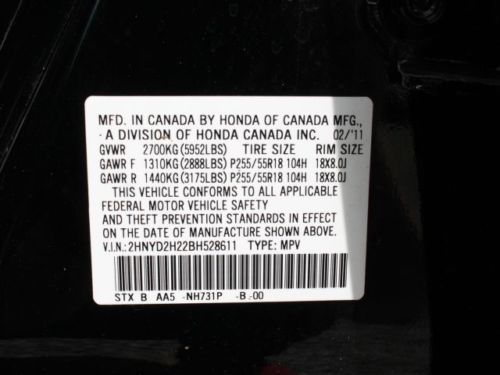 MFD. IN CANADA BY HONDA OF CANADA MFG.,
A DIVISION OF HONDA CANADA INC. 02/'11
GVWR 2700KG(5952LBS) TIRE SIZE RIM SIZE
GAWR F 1310KG(2888LBS) P255/55R18 104H 18X8.0J
GAWR R 1440KG(3175LBS) P255/55R18 104H 18X8.0J
THIS VEHICLE CONFORMS TO ALL APPLICABLE
FEDERAL MOTOR VEHICLE SAFETY
AND THEFT PREVENTION STANDARDS IN EFFECT
ON THE DATE OF MANUFACTURE SHOWN ABOVE.
V.I.N.:2HNYD2H22BH528611 TYPE: MPV
STX B AA5 -NH731P -B-00